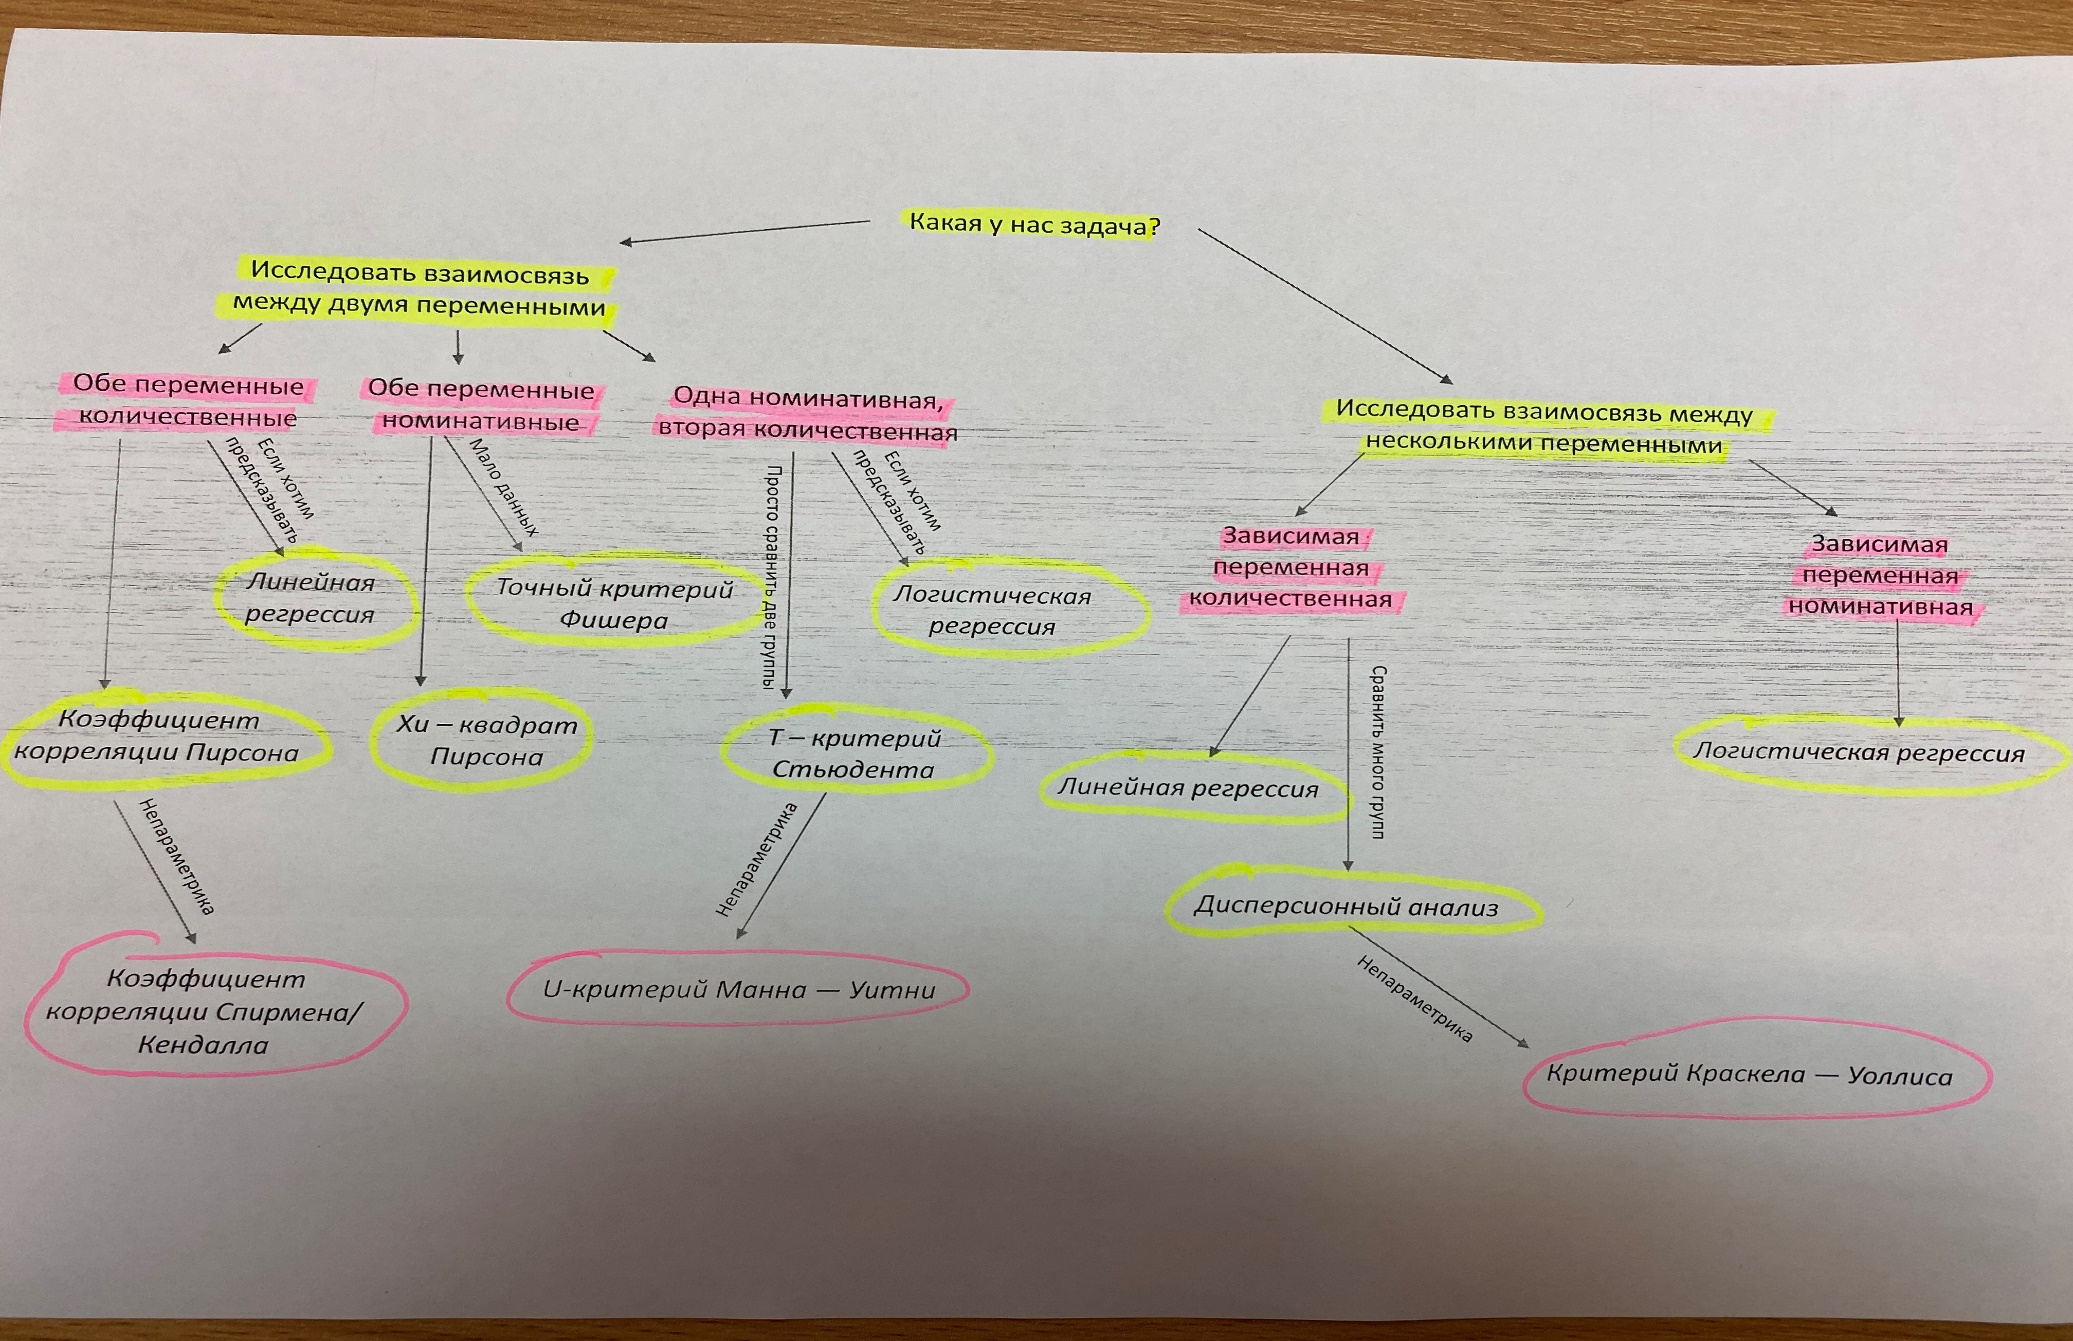 Какая у нас задача?
Исследовать взаимосвязь
между двумя переменными
Обе переменные
количественные
Обе переменные
номинативные
Одна номинативная,
вторая количественная
Исследовать взаимосвязь между
несколькими переменными
Если хотим
предсказывать
Мало данных
Просто сравнить две группы
Если хотим
предсказывать
Зависимая
переменная
количественная
Зависимая
переменная
номинативная
Линейная
регрессия
Точный критерий
Фишера
Логистическая
регрессия
Сравнить много групп
Коэффициент
корреляции Пирсона
Хи – квадрат
Пирсона
Т – критерий
Стьюдента
Линейная регрессия
Логистическая регрессия
Непараметрика
Непараметрика
Дисперсионный анализ
Непараметрика
Коэффициент
корреляции Спирмена/
Кендалла
U-критерий Манна — Уитни
Критерий Краскела — Уоллиса